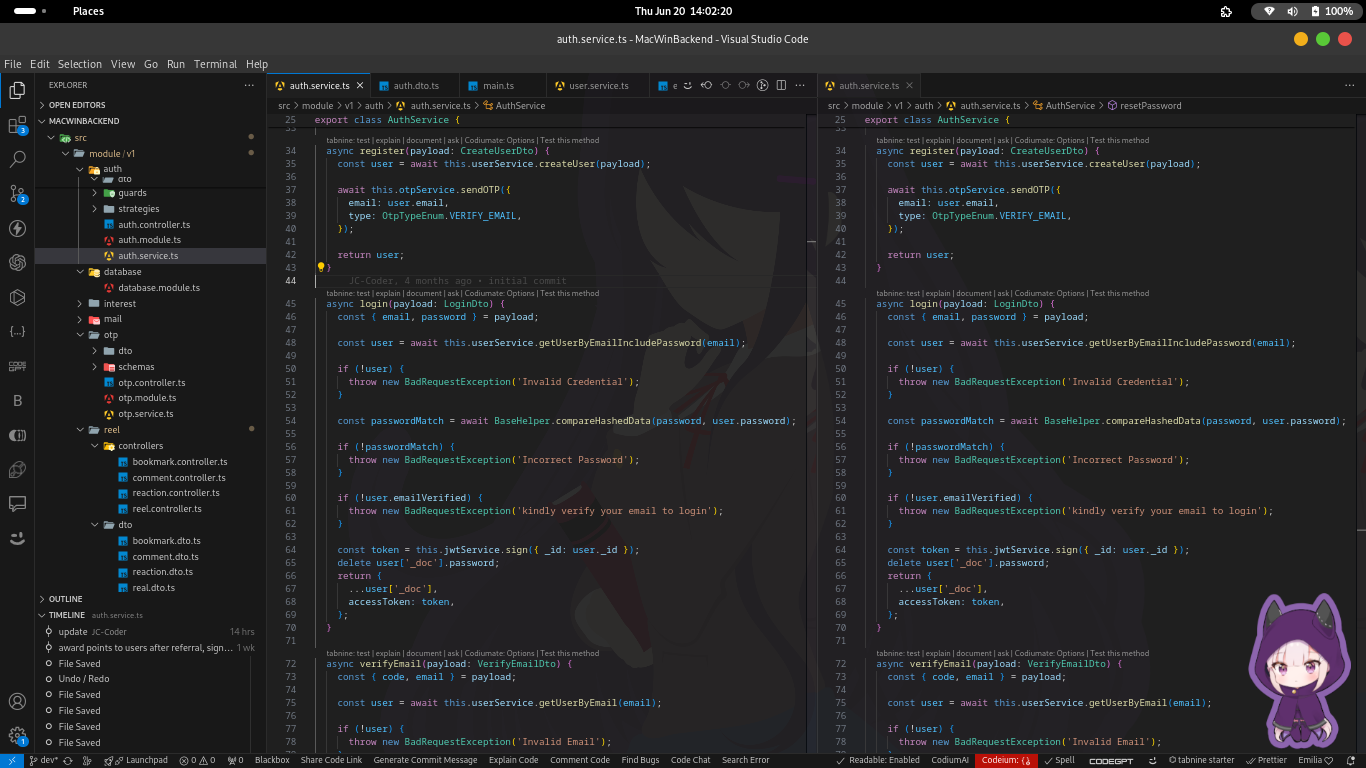 Places
Thu Jun 20 14:02:20
100%
auth.service.ts - MacWinBackend - Visual Studio Code
File Edit Selection View Go Run Terminal Help
EXPLORER
OPEN EDITORS
MACWINBACKEND
src
module / v1
auth
dto
guards
strategies
auth.controller.ts
auth.module.ts
auth.service.ts
database
database.module.ts
interest
mail
otp
dto
schemas
otp.controller.ts
otp.module.ts
otp.service.ts
reel
controllers
bookmark.controller.ts
comment.controller.ts
reaction.controller.ts
reel.controller.ts
dto
bookmark.dto.ts
comment.dto.ts
reaction.dto.ts
real.dto.ts
OUTLINE
TIMELINE auth.service.ts
update JC-Coder 14 hrs
award points to users after referral, sign... 1 wk
File Saved
Undo / Redo
File Saved
File Saved
File Saved
File Saved
auth.service.ts
auth.dto.ts
main.ts
user.service.ts
src > module > v1 > auth > auth.service.ts > AuthService
25 export class AuthService {
33
tabnine: test | explain | document | ask | Codiumate: Options | Test this method
34 async register(payload: CreateUserDto) {
35 const user = await this.userService.createUser(payload);
36
37 await this.otpService.sendOTP({
38 email: user.email,
39 type: OtpTypeEnum.VERIFY_EMAIL,
40 });
41
42 return user;
43 }
44 JC-Coder, 4 months ago • initial commit
tabnine: test | explain | document | ask | Codiumate: Options | Test this method
45 async login(payload: LoginDto) {
46 const { email, password } = payload;
47
48 const user = await this.userService.getUserByEmailIncludePassword(email);
49
50 if (!user) {
51 throw new BadRequestException('Invalid Credential');
52 }
53
54 const passwordMatch = await BaseHelper.compareHashedData(password, user.password);
55
56 if (!passwordMatch) {
57 throw new BadRequestException('Incorrect Password');
58 }
59
60 if (!user.emailVerified) {
61 throw new BadRequestException('kindly verify your email to login');
62 }
63
64 const token = this.jwtService.sign({ _id: user._id });
65 delete user['_doc'].password;
66 return {
67 ...user['_doc'],
68 accessToken: token,
69 };
70 }
71
tabnine: test | explain | document | ask | Codiumate: Options | Test this method
72 async verifyEmail(payload: VerifyEmailDto) {
73 const { code, email } = payload;
74
75 const user = await this.userService.getUserByEmail(email);
76
77 if (!user) {
78 throw new BadRequestException('Invalid Email');
auth.service.ts
src > module > v1 > auth > auth.service.ts > AuthService > resetPassword
25 export class AuthService {
tabnine: test | explain | document | ask | Codiumate: Options | Test this method
34 async register(payload: CreateUserDto) {
35 const user = await this.userService.createUser(payload);
36
37 await this.otpService.sendOTP({
38 email: user.email,
39 type: OtpTypeEnum.VERIFY_EMAIL,
40 });
41
42 return user;
43 }
44
tabnine: test | explain | document | ask | Codiumate: Options | Test this method
45 async login(payload: LoginDto) {
46 const { email, password } = payload;
47
48 const user = await this.userService.getUserByEmailIncludePassword(email);
49
50 if (!user) {
51 throw new BadRequestException('Invalid Credential');
52 }
53
54 const passwordMatch = await BaseHelper.compareHashedData(password, user.password);
55
56 if (!passwordMatch) {
57 throw new BadRequestException('Incorrect Password');
58 }
59
60 if (!user.emailVerified) {
61 throw new BadRequestException('kindly verify your email to login');
62 }
63
64 const token = this.jwtService.sign({ _id: user._id });
65 delete user['_doc'].password;
66 return {
67 ...user['_doc'],
68 accessToken: token,
69 };
70 }
71
tabnine: test | explain | document | ask | Codiumate: Options | Test this method
72 async verifyEmail(payload: VerifyEmailDto) {
73 const { code, email } = payload;
74
75 const user = await this.userService.getUserByEmail(email);
76
77 if (!user) {
78 throw new BadRequestException('Invalid Email');
dev* Launchpad 0 0 0 Blackbox Share Code Link Generate Commit Message Explain Code Comment Code Find Bugs Code Chat Search Error Readable: Enabled CodiumAI Codeium: {} Spell CODEGPT tabnine starter Prettier Emilia